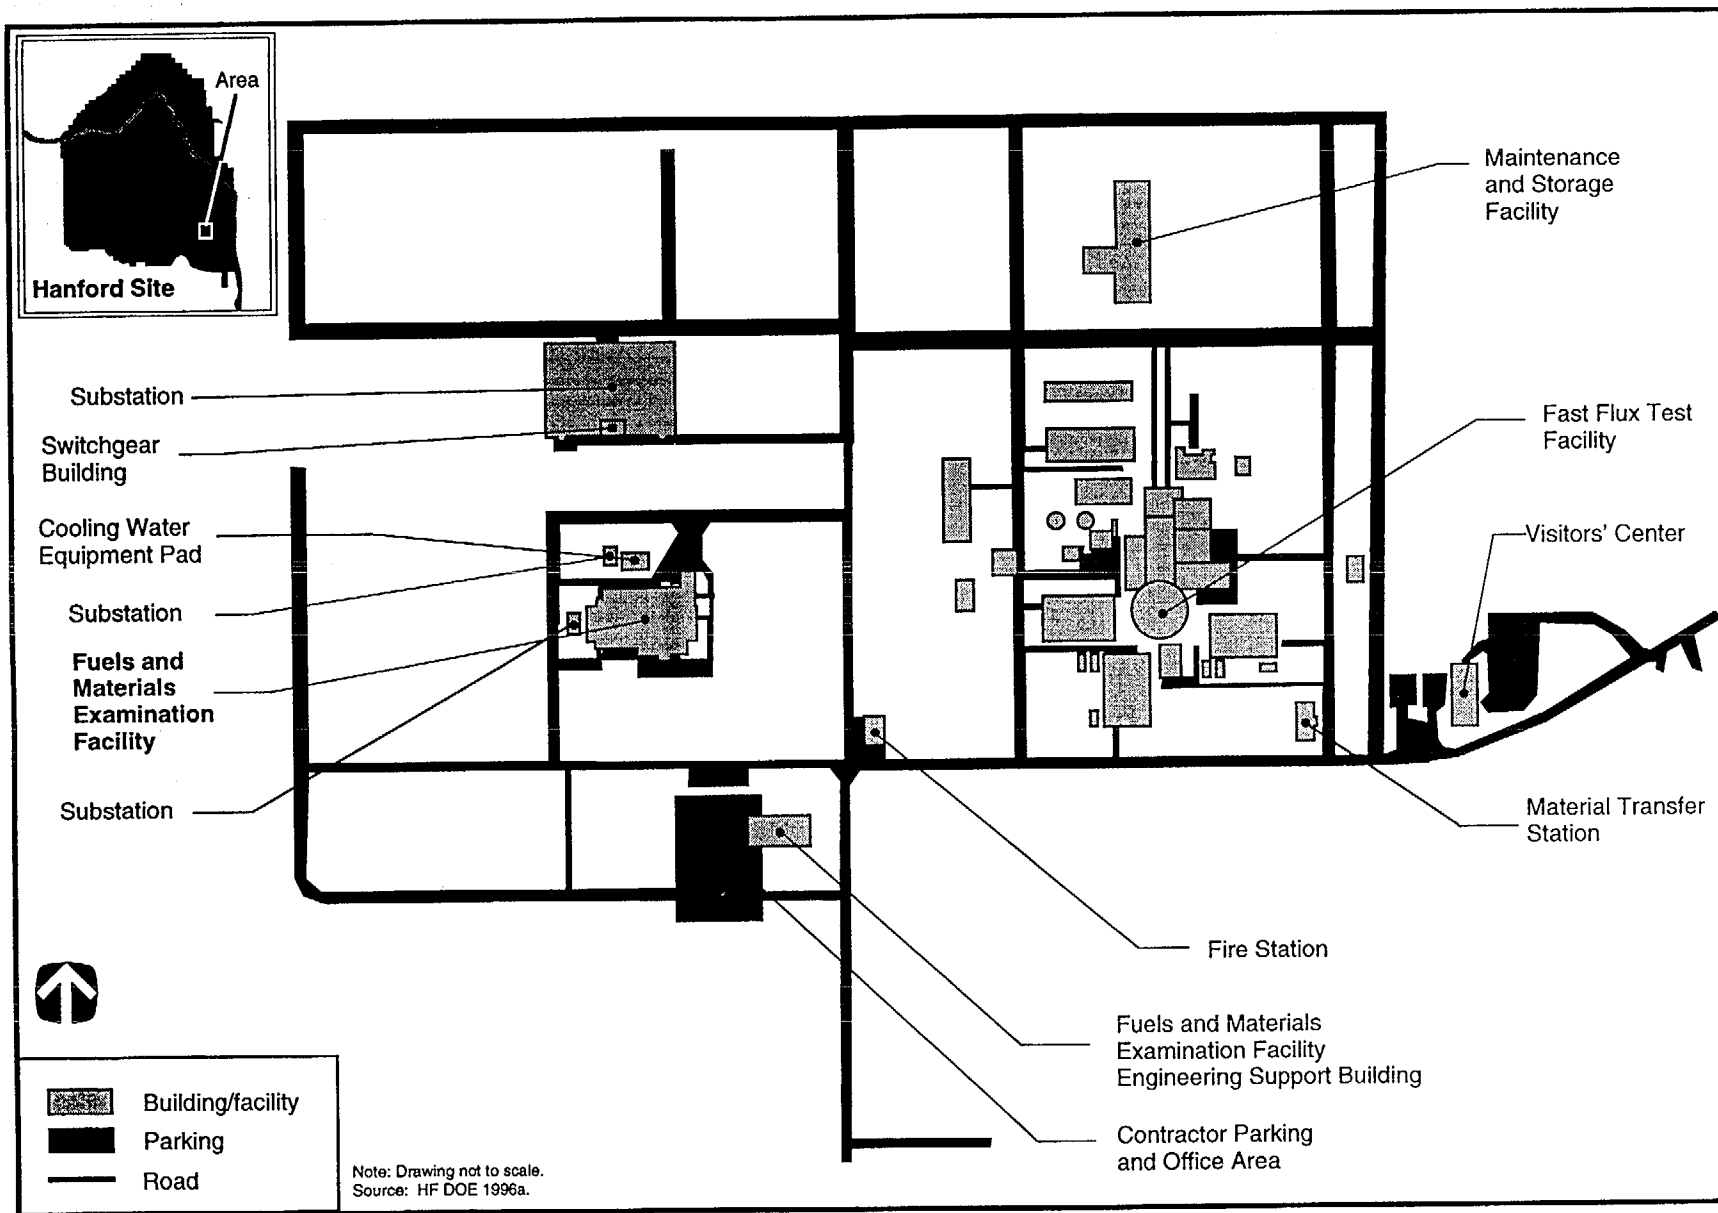 Area
Hanford Site
Maintenance
and Storage
Facility
Substation
Switchgear
Building
Fast Flux Test
Facility
Cooling Water
Equipment Pad
Visitors' Center
Substation
Fuels and
Materials
Examination
Facility
Substation
Material Transfer
Station
Fire Station
Fuels and Materials
Examination Facility
Engineering Support Building
Contractor Parking
and Office Area
Building/facility
Parking
Road
Note: Drawing not to scale.
Source: HF DOE 1996a.